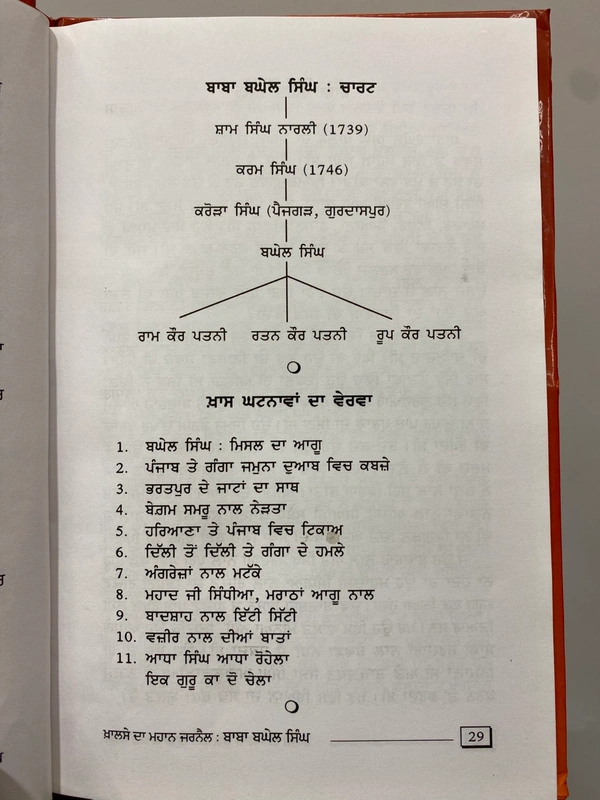 ਬਾਬਾ ਬਘੇਲ ਸਿੰਘ : ਚਾਰਟ
ਸ਼ਾਮ ਸਿੰਘ ਨਾਰਲੀ (1739)
ਕਰਮ ਸਿੰਘ (1746)
ਕਰੋੜਾ ਸਿੰਘ (ਪੈਜਗੜ, ਗੁਰਦਾਸਪੁਰ)
ਬਘੇਲ ਸਿੰਘ
ਰਾਮ ਕੌਰ ਪਤਨੀ ਰਤਨ ਕੌਰ ਪਤਨੀ ਰੂਪ ਕੌਰ ਪਤਨੀ
ਖ਼ਾਸ ਘਟਨਾਵਾਂ ਦਾ ਵੇਰਵਾ
1. ਬਘੇਲ ਸਿੰਘ : ਮਿਸਲ ਦਾ ਆਗੂ
2. ਪੰਜਾਬ ਤੇ ਗੰਗਾ ਜਮੁਨਾ ਦੁਆਬ ਵਿਚ ਕਬਜ਼ੇ
3. ਭਰਤਪੁਰ ਦੇ ਜਾਟਾਂ ਦਾ ਸਾਥ
4. ਬੇਗ਼ਮ ਸਮਰੂ ਨਾਲ ਨੇੜਤਾ
5. ਹਰਿਆਣਾ ਤੇ ਪੰਜਾਬ ਵਿਚ ਟਿਕਾਅ
6. ਦਿੱਲੀ ਤੋਂ ਦਿੱਲੀ ਤੇ ਗੰਗਾ ਦੇ ਹਮਲੇ
7. ਅੰਗਰੇਜ਼ਾਂ ਨਾਲ ਮਟੱਕੇ
8. ਮਹਾਦ ਜੀ ਸਿੰਧੀਆ, ਮਰਾਠਾਂ ਆਗੂ ਨਾਲ
9. ਬਾਦਸ਼ਾਹ ਨਾਲ ਇੱਟੀ ਸਿੱਟੀ
10. ਵਜ਼ੀਰ ਨਾਲ ਦੀਆਂ ਬਾਤਾਂ
11. ਆਧਾ ਸਿੰਘ ਆਧਾ ਰੋਹੇਲਾ
ਇਕ ਗੁਰੂ ਕਾ ਦੋ ਚੇਲਾ
ਖ਼ਾਲਸੇ ਦਾ ਮਹਾਨ ਜਰਨੈਲ : ਬਾਬਾ ਬਘੇਲ ਸਿੰਘ 29